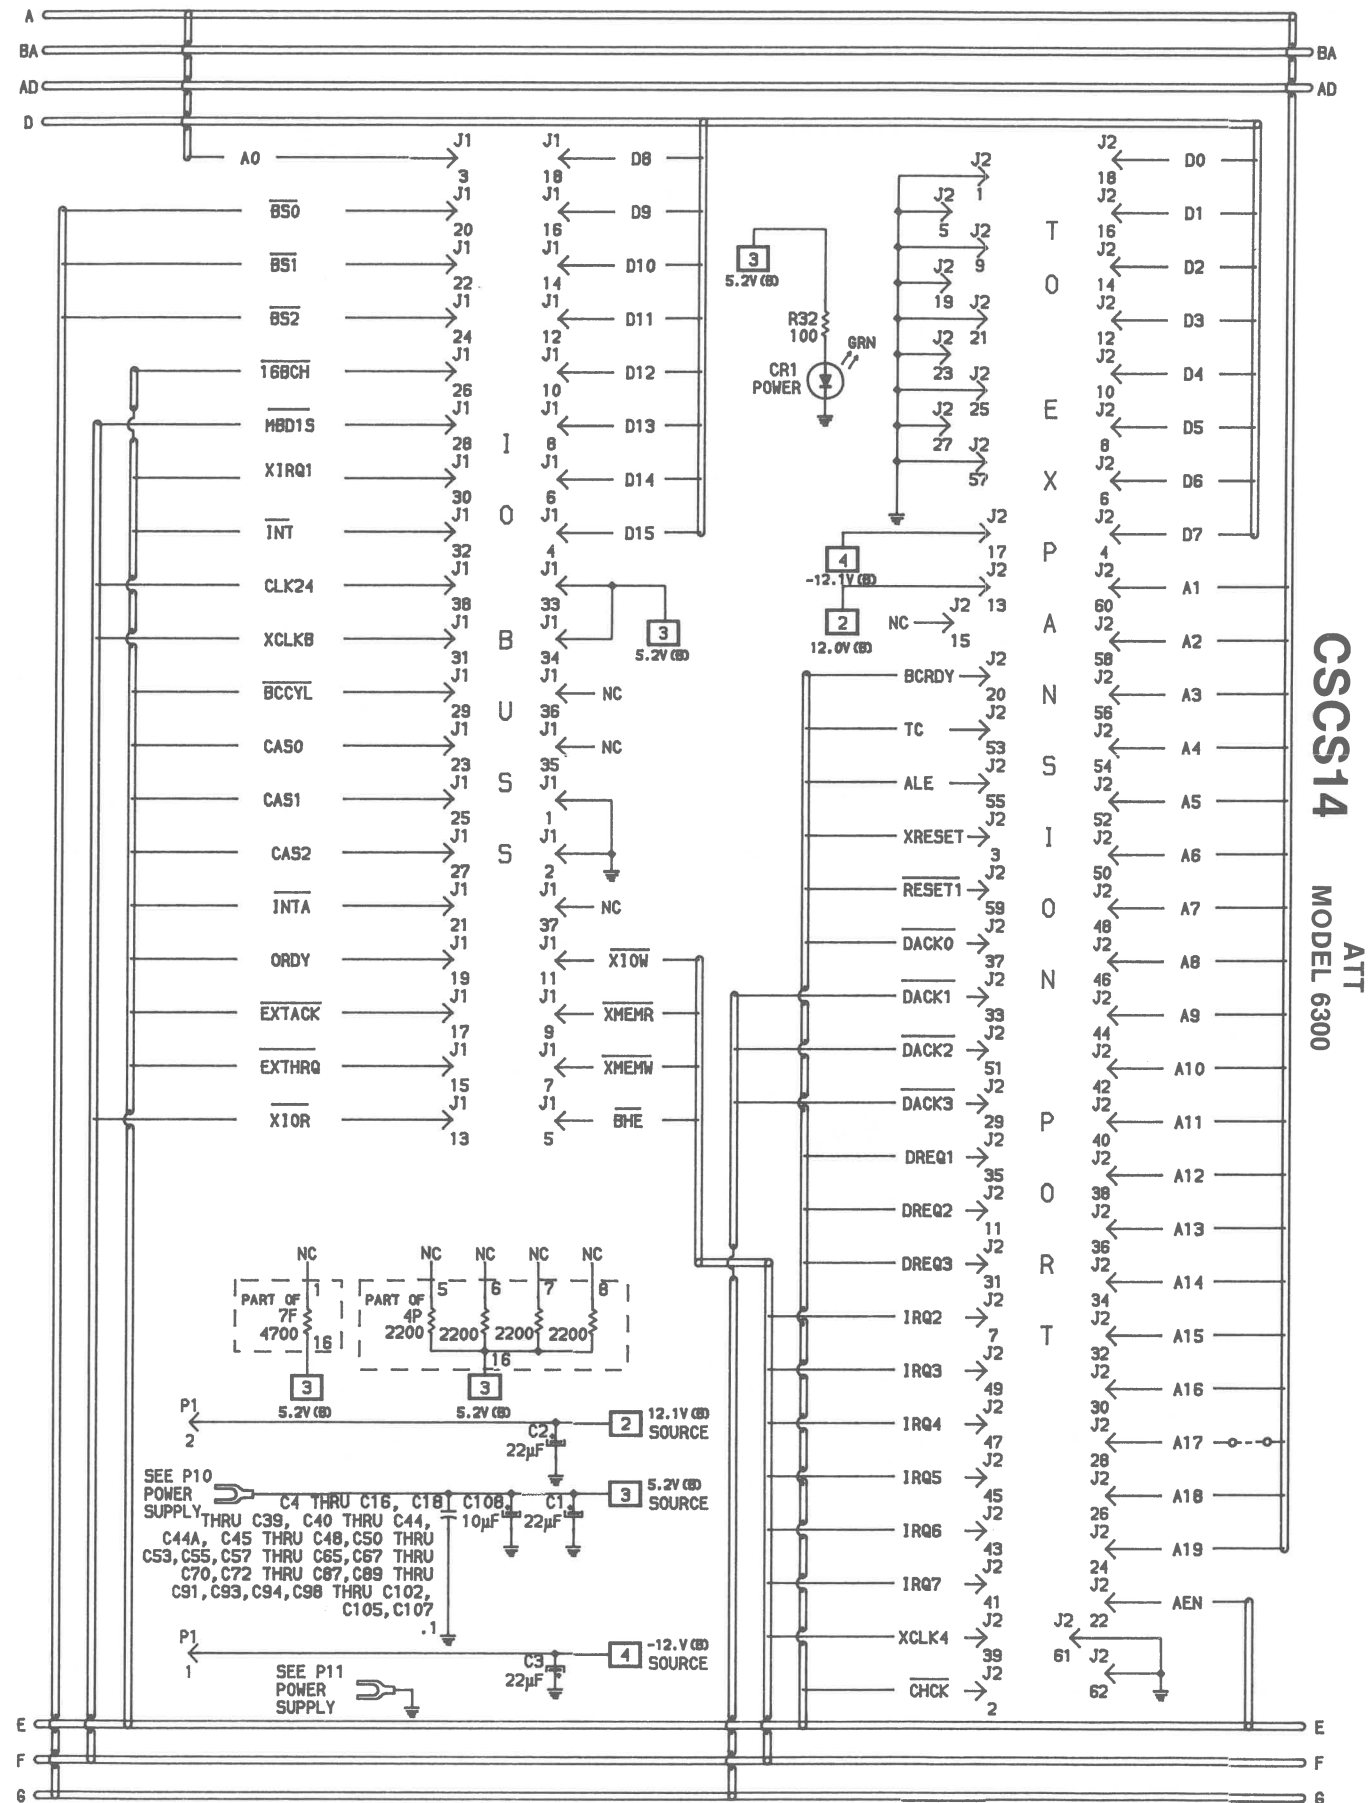 A
BA
BA
AD
AD
D
A0
J1
3
J1
18
D8
BS0
J1
20
J1
16
D9
BS1
J1
22
J1
14
D10
BS2
J1
24
J1
12
D11
16BCH
J1
26
J1
10
D12
MBD1S
J1
28
J1
8
D13
XIRQ1
J1
30
J1
6
D14
INT
J1
32
J1
4
D15
CLK24
J1
38
J1
33
XCLK8
J1
31
J1
34
3
5.2V(B)
BCCYL
J1
29
J1
36
NC
CAS0
J1
23
J1
35
NC
CAS1
J1
25
J1
1
CAS2
J1
27
J1
2
INTA
J1
21
J1
37
NC
ORDY
J1
19
J1
11
XIOW
EXTACK
J1
17
J1
9
XMEMR
EXTHRQ
J1
15
J1
7
XMEMW
XIOR
J1
13
J1
5
BHE
I O B U S S
3
5.2V(B)
R32
100
GRN
CR1
POWER
J2
1
J2
5
J2
9
J2
19
J2
21
J2
23
J2
25
J2
27
J2
57
J2
17
4
-12.1V(B)
J2
13
2
12.0V(B)
NC
J2
15
BCRDY
J2
20
TC
J2
53
ALE
J2
55
XRESET
J2
3
RESET1
J2
59
DACK0
J2
37
DACK1
J2
33
DACK2
J2
51
DACK3
J2
29
DREQ1
J2
35
DREQ2
J2
11
DREQ3
J2
31
IRQ2
J2
7
IRQ3
J2
49
IRQ4
J2
47
IRQ5
J2
45
IRQ6
J2
43
IRQ7
J2
41
XCLK4
J2
39
CHCK
J2
2
TO EXPANSION PORT
J2
18
D0
J2
16
D1
J2
14
D2
J2
12
D3
J2
10
D4
J2
8
D5
J2
6
D6
J2
4
D7
J2
60
A1
J2
58
A2
J2
56
A3
J2
54
A4
J2
52
A5
J2
50
A6
J2
48
A7
J2
46
A8
J2
44
A9
J2
42
A10
J2
40
A11
J2
38
A12
J2
36
A13
J2
34
A14
J2
32
A15
J2
30
A16
J2
28
A17
J2
26
A18
J2
24
A19
J2
22
AEN
J2
61
J2
62
NC
1
PART OF
7F
4700
16
3
5.2V(B)
NC NC NC NC
5 6 7 8
PART OF
4P
2200 2200 2200 2200
16
3
5.2V(B)
P1
2
C2
22µF
2
12.1V(B)
SOURCE
SEE P10
POWER
SUPPLY
C4 THRU C16, C18
THRU C39, C40 THRU C44,
C44A, C45 THRU C48,C50 THRU
C53,C55,C57 THRU C65,C67 THRU
C70,C72 THRU C87,C89 THRU
C91,C93,C94,C98 THRU C102,
C105,C107
.1
C108
10µF
C1
22µF
3
5.2V(B)
SOURCE
P1
1
C3
22µF
4
-12.V(B)
SOURCE
SEE P11
POWER
SUPPLY
E
E
F
F
G
G
CSCS14
ATT
MODEL 6300